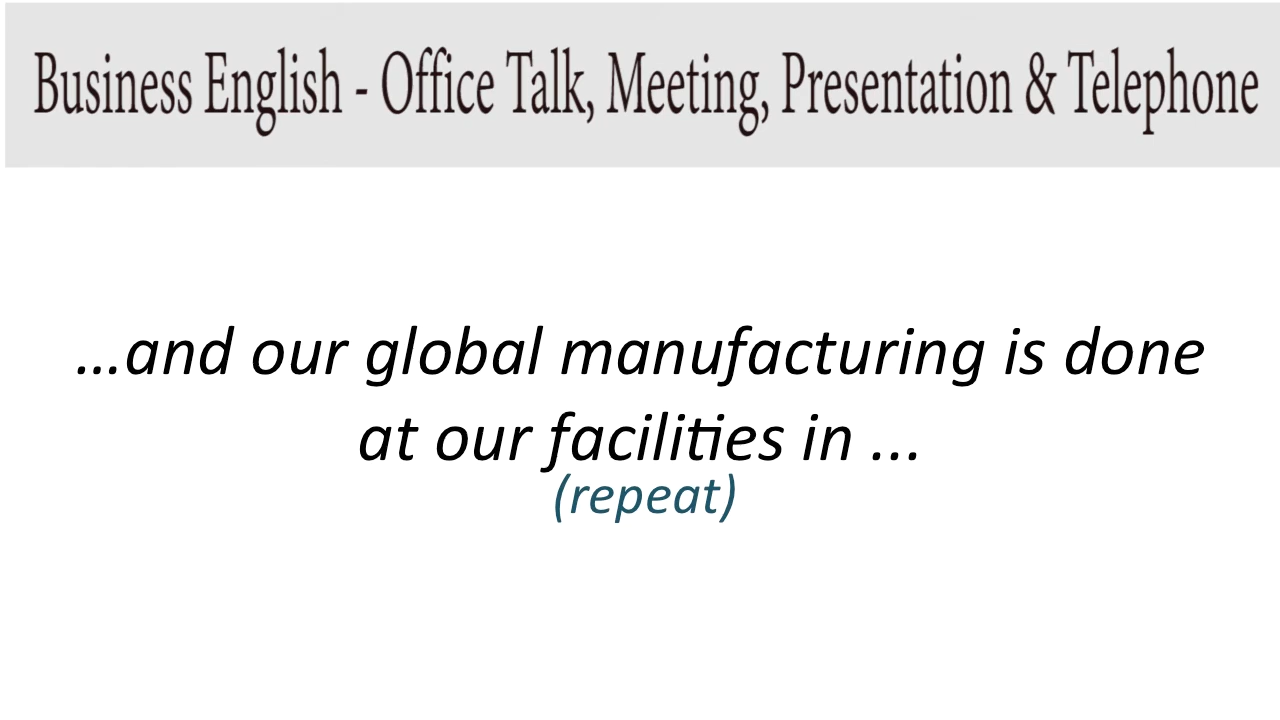 Business English - Office Talk, Meeting, Presentation & Telephone
...and our global manufacturing is done
at our facilities in ...
(repeat)